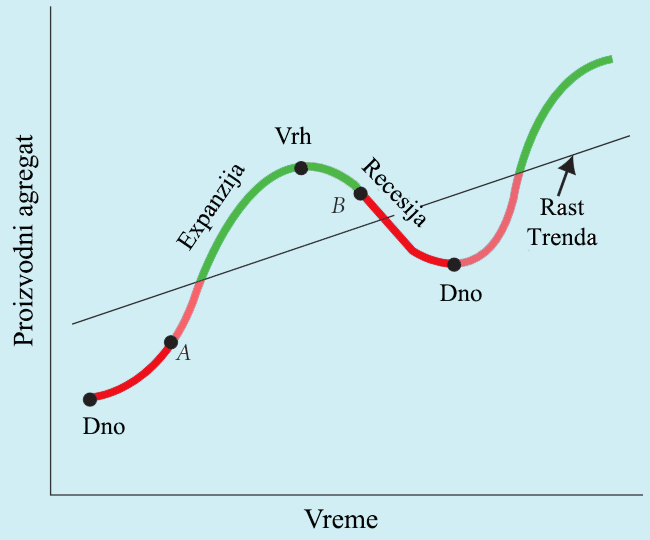 Proizvodni agregat
Vrh
Expanzija
Recesija
B
A
Dno
Dno
Rast
Trenda
Vreme